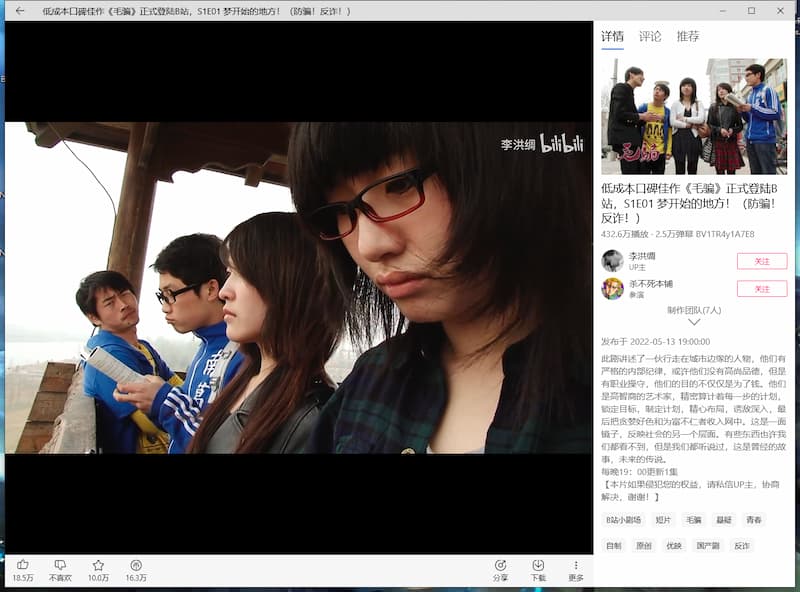 低成本口碑佳作《毛骗》正式登陆B站，S1E01 梦开始的地方！（防骗！反诈！）
李洪绸 bilibili
南
详情 评论 推荐
毛骗
低成本口碑佳作《毛骗》正式登陆B
站，S1E01 梦开始的地方！（防骗！
反诈！）
432.6万播放 · 2.5万弹幕 BV1TR4y1A7E8
李洪绸
UP主
关注
杀不死本铺
参演
关注
制作团队(7人)
发布于 2022-05-13 19:00:00
此剧讲述了一伙行走在城市边缘的人物，他们有
严格的内部纪律，或许他们没有高尚品德，但是
有职业操守，他们的目的不仅仅是为了钱。他们
是高智商的艺术家，精密算计着每一步的计划，
锁定目标，制定计划，精心布局，诱敌深入，最
后把贪婪好色和为富不仁者收入网中。这是一面
镜子，反映社会的另一个层面。有些东西也许我
们都看不到，但是我们都听说过，这是曾经的故
事，未来的传说。
每晚19：00更新1集
【本片如果侵犯您的权益，请私信UP主，协商
解决，谢谢！】
B站小剧场 短片 毛骗 悬疑 青春
自制 原创 优映 国产剧 反诈
18.5万 不喜欢 10.0万 16.3万 分享 下载 更多